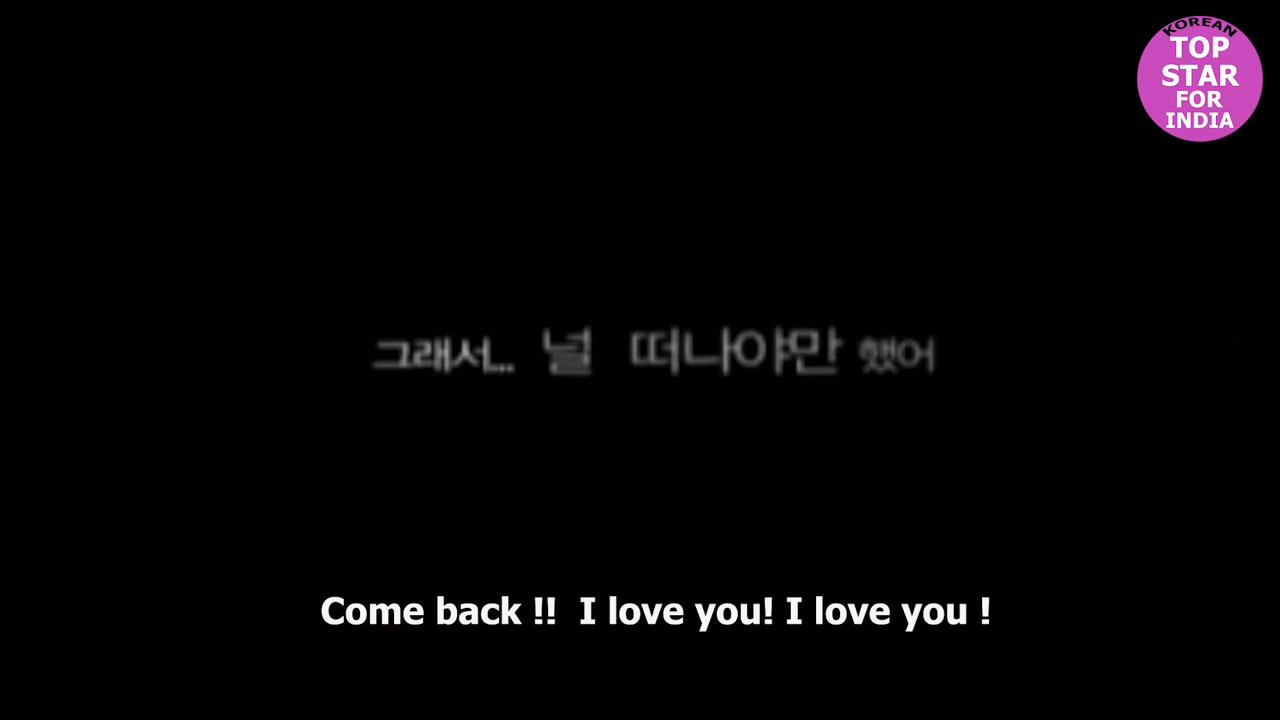 KOREAN
TOP
STAR
FOR
INDIA
그래서... 널 떠나야만 했어
Come back !! I love you! I love you !